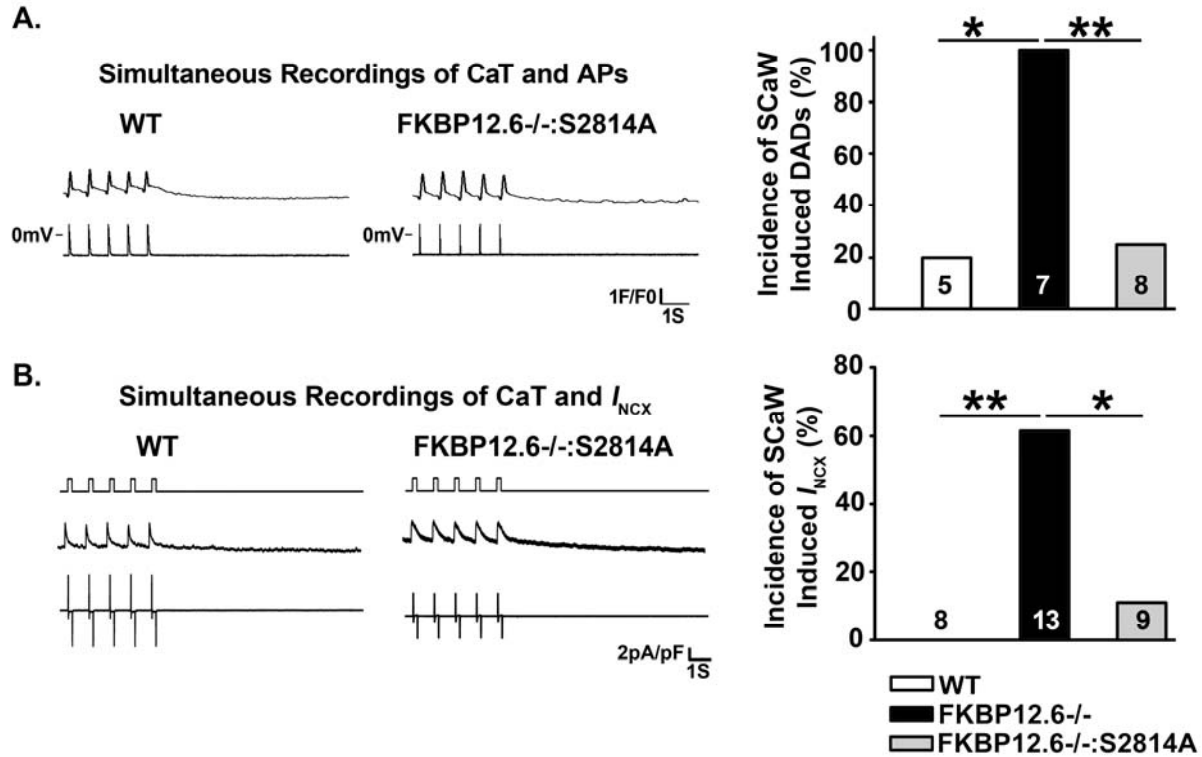 A.
Simultaneous Recordings of CaT and APs
WT
FKBP12.6-/-:S2814A
0mV
0mV
1F/F0
1S
Incidence of SCaW
Induced DADs (%)
100
80
60
40
20
0
*
**
5
7
8
B.
Simultaneous Recordings of CaT and INCX
WT
FKBP12.6-/-:S2814A
2pA/pF
1S
Incidence of SCaW
Induced INCX (%)
80
60
40
20
0
**
*
8
13
9
WT
FKBP12.6-/-
FKBP12.6-/-:S2814A